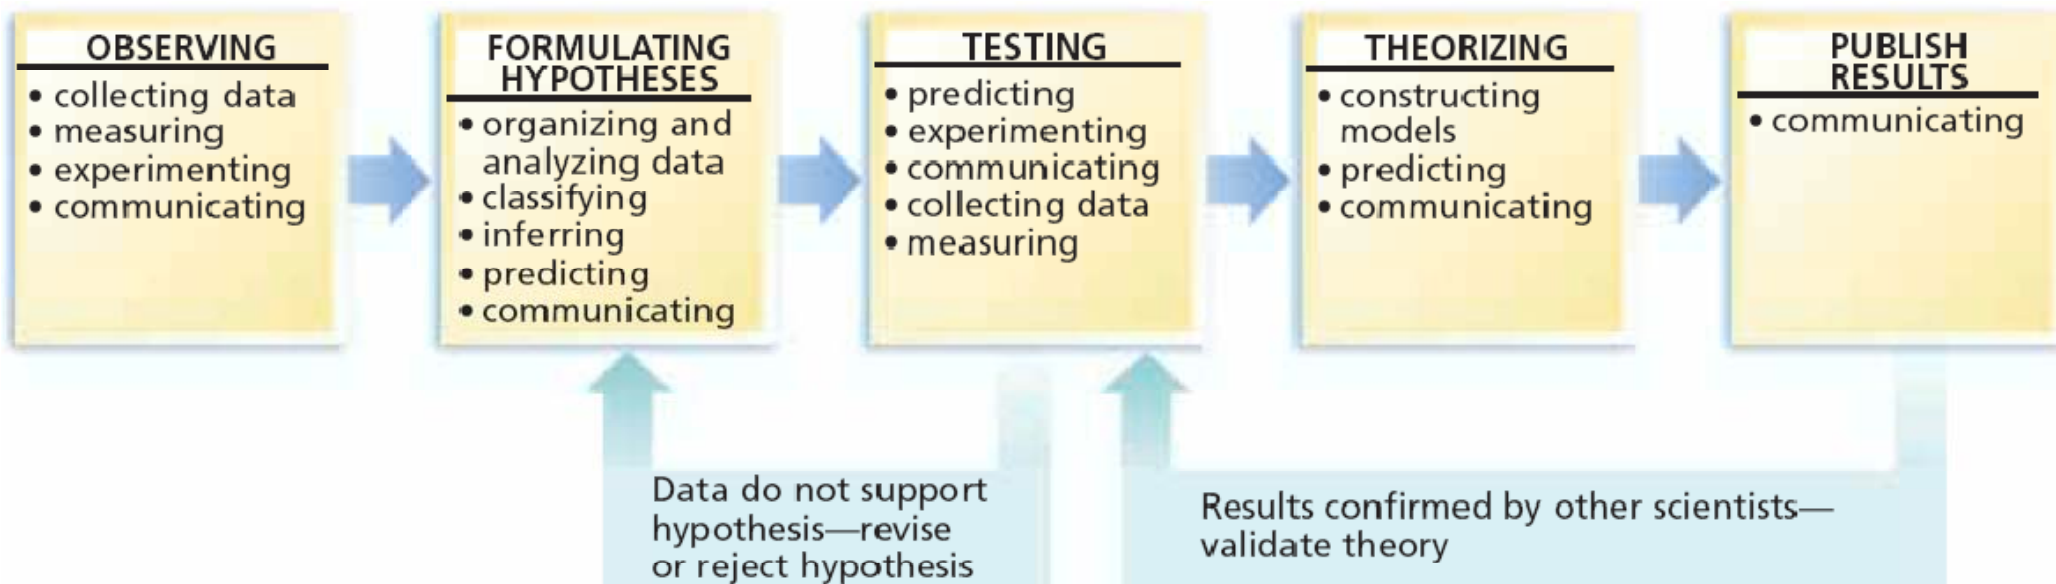 OBSERVING
• collecting data
• measuring
• experimenting
• communicating
FORMULATING
HYPOTHESES
• organizing and
analyzing data
• classifying
• inferring
• predicting
• communicating
TESTING
• predicting
• experimenting
• communicating
• collecting data
• measuring
THEORIZING
• constructing
models
• predicting
• communicating
PUBLISH
RESULTS
• communicating
Data do not support
hypothesis—revise
or reject hypothesis
Results confirmed by other scientists—
validate theory